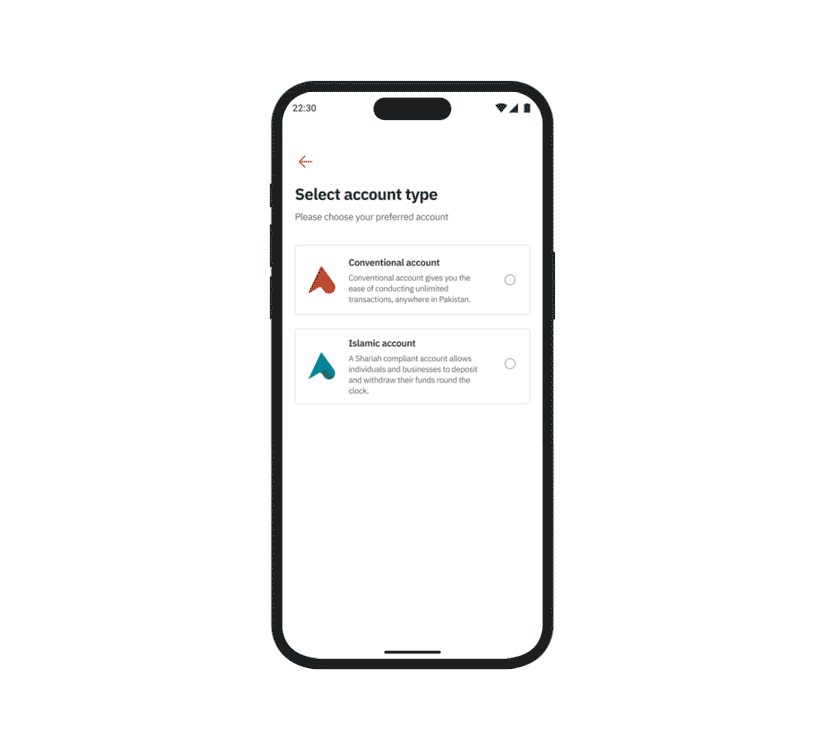 22:30
Select account type
Please choose your preferred account
Conventional account
Conventional account gives you the
ease of conducting unlimited
transactions, anywhere in Pakistan.
Islamic account
A Shariah compliant account allows
individuals and businesses to deposit
and withdraw their funds round the
clock.